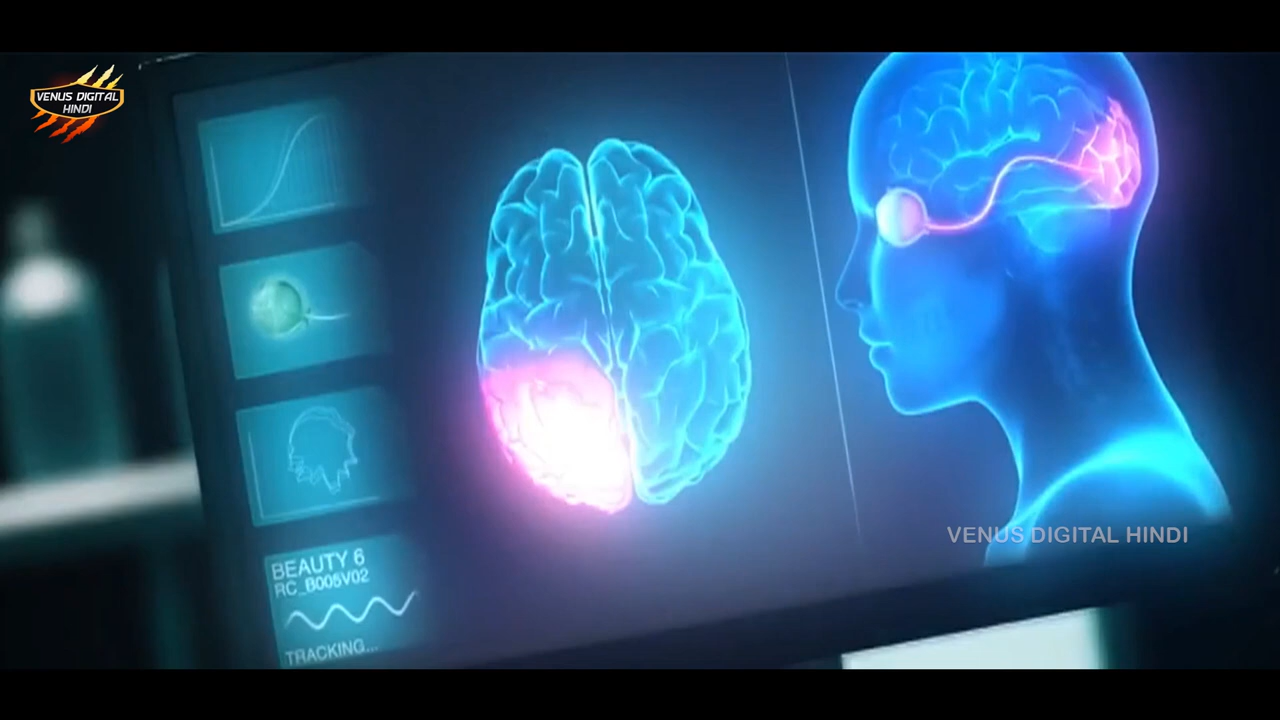 VENUS DIGITAL
HINDI
BEAUTY 6
RC_B005V02
TRACKING...
VENUS DIGITAL HINDI